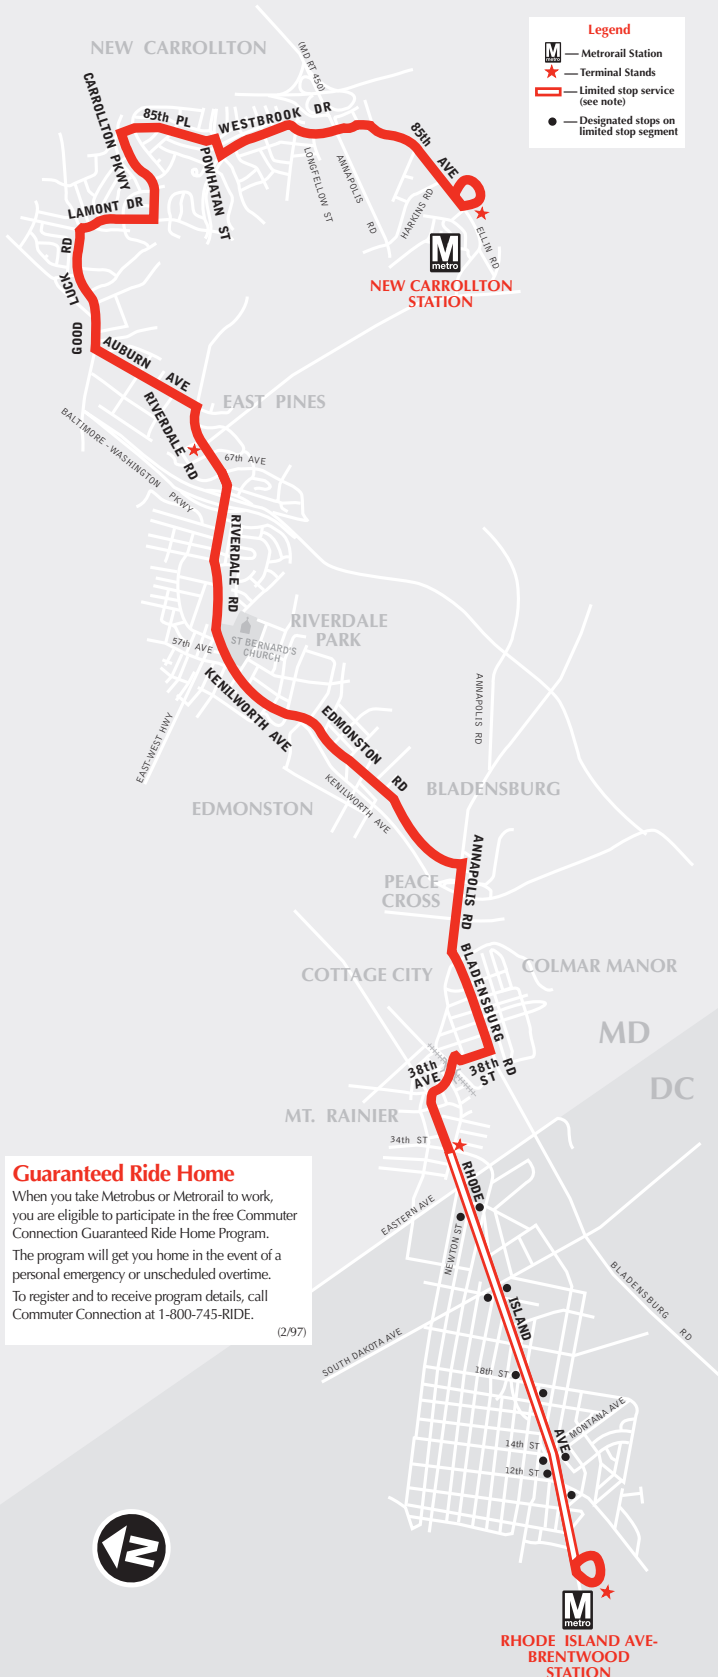 NEW CARROLLTON
(MD RT 450)
Legend
M
metro
— Metrorail Station
— Terminal Stands
— Limited stop service
(see note)
— Designated stops on
limited stop segment
CARROLLTON PKWY
85th PL
WESTBROOK DR
85th AVE
POWHATAN ST
LONGFELLOW ST
ANNAPOLIS RD
HARKINS RD
ELLIN RD
LAMONT DR
M
metro
NEW CARROLLTON
STATION
GOOD LUCK RD
AUBURN AVE
EAST PINES
RIVERDALE RD
BALTIMORE - WASHINGTON PKWY
67th AVE
RIVERDALE RD
RIVERDALE
PARK
ST BERNARD'S
CHURCH
57th AVE
KENILWORTH AVE
EAST-WEST HWY
EDMONSTON RD
ANNAPOLIS RD
KENILWORTH AVE
BLADENSBURG
EDMONSTON
ANNAPOLIS RD
PEACE
CROSS
BLADENSBURG RD
COTTAGE CITY
COLMAR MANOR
MD
DC
38th
AVE
38th
ST
MT. RAINIER
34th ST
RHODE ISLAND AVE
EASTERN AVE
NEWTON ST
BLADENSBURG RD
Guaranteed Ride Home
When you take Metrobus or Metrorail to work,
you are eligible to participate in the free Commuter
Connection Guaranteed Ride Home Program.
The program will get you home in the event of a
personal emergency or unscheduled overtime.
To register and to receive program details, call
Commuter Connection at 1-800-745-RIDE.
(2/97)
SOUTH DAKOTA AVE
18th ST
MONTANA AVE
14th ST
12th ST
N
M
metro
RHODE ISLAND AVE-
BRENTWOOD
STATION